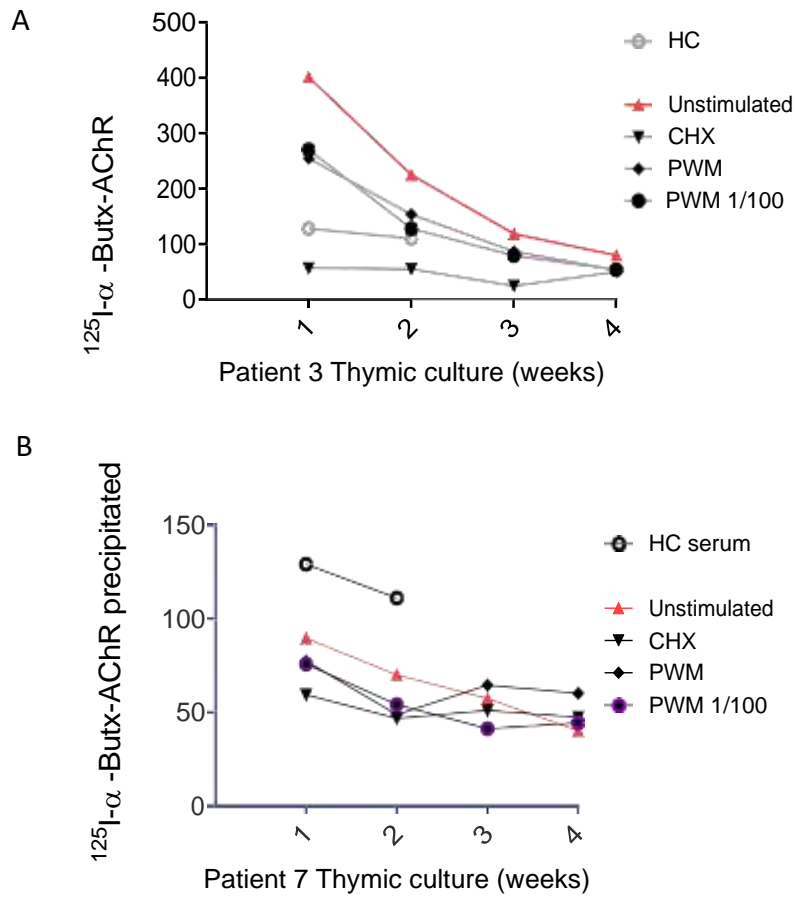 A
500
400
300
200
100
0
¹²⁵I-α -Butx-AChR
1 2 3 4
Patient 3 Thymic culture (weeks)
HC
Unstimulated
CHX
PWM
PWM 1/100
B
150
100
50
0
¹²⁵I-α -Butx-AChR precipitated
1 2 3 4
Patient 7 Thymic culture (weeks)
HC serum
Unstimulated
CHX
PWM
PWM 1/100